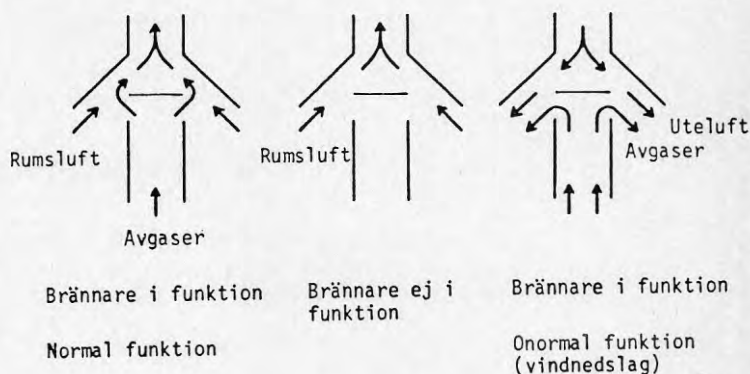 Rumsluft
Avgaser
Brännare i funktion
Normal funktion
Rumsluft
Brännare ej i
funktion
Uteluft
Avgaser
Brännare i funktion
Onormal funktion
(vindnedslag)